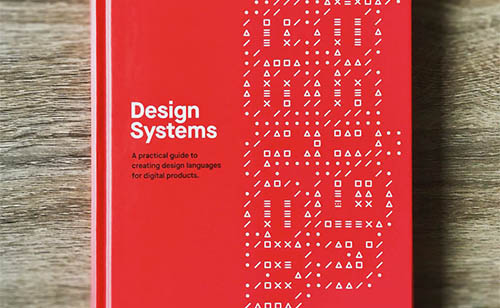 Design
Systems
A practical guide to
creating design languages
for digital products.